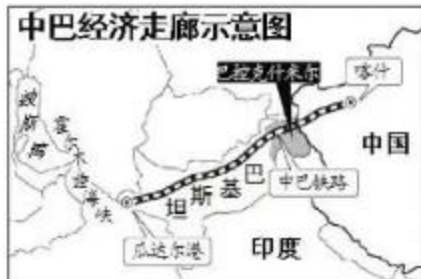 中巴经济走廊示意图
巴控克什米尔
喀什
波斯湾
霍尔木兹海峡
中国
中巴铁路
巴基斯坦
瓜达尔港
印度